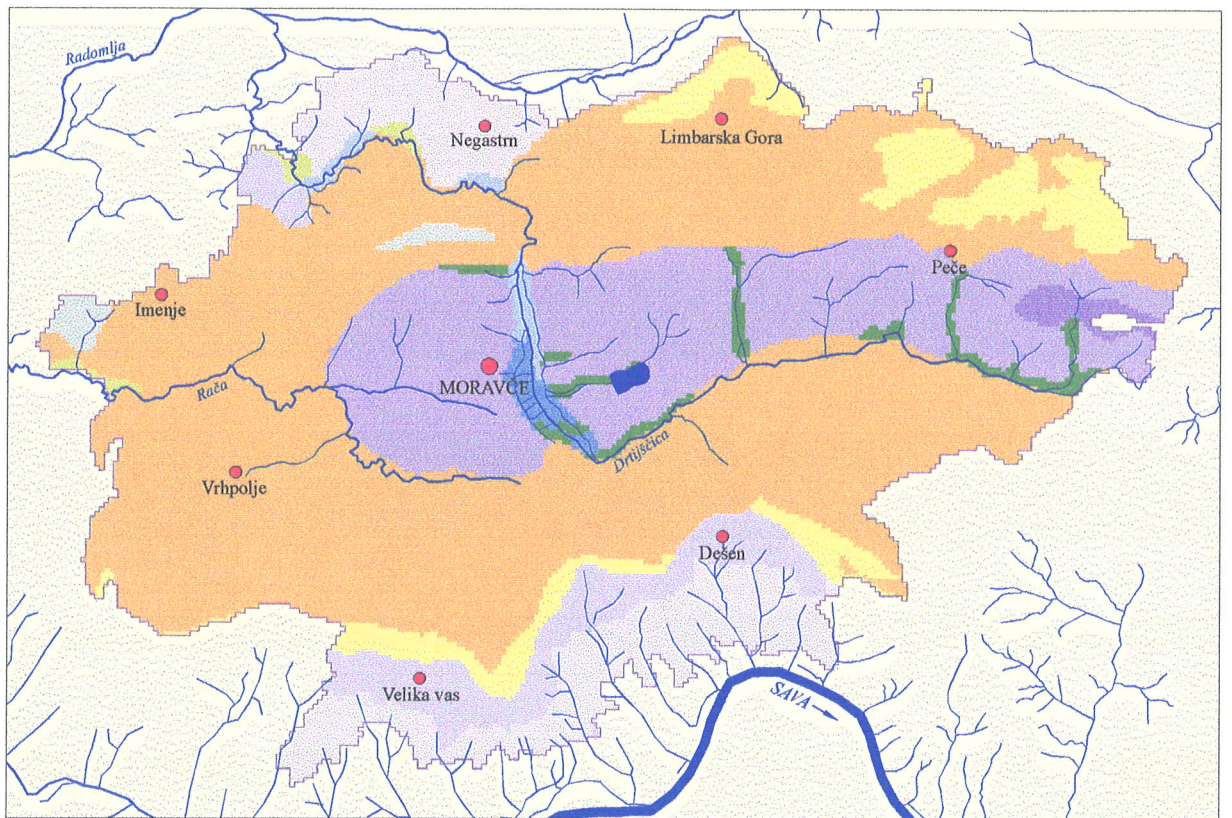 Radomlja
Negastrn
Limbarska Gora
Peče
Imenje
MORAVČE
Rača
Drtijščica
Vrhpolje
Dešen
Velika vas
SAVA